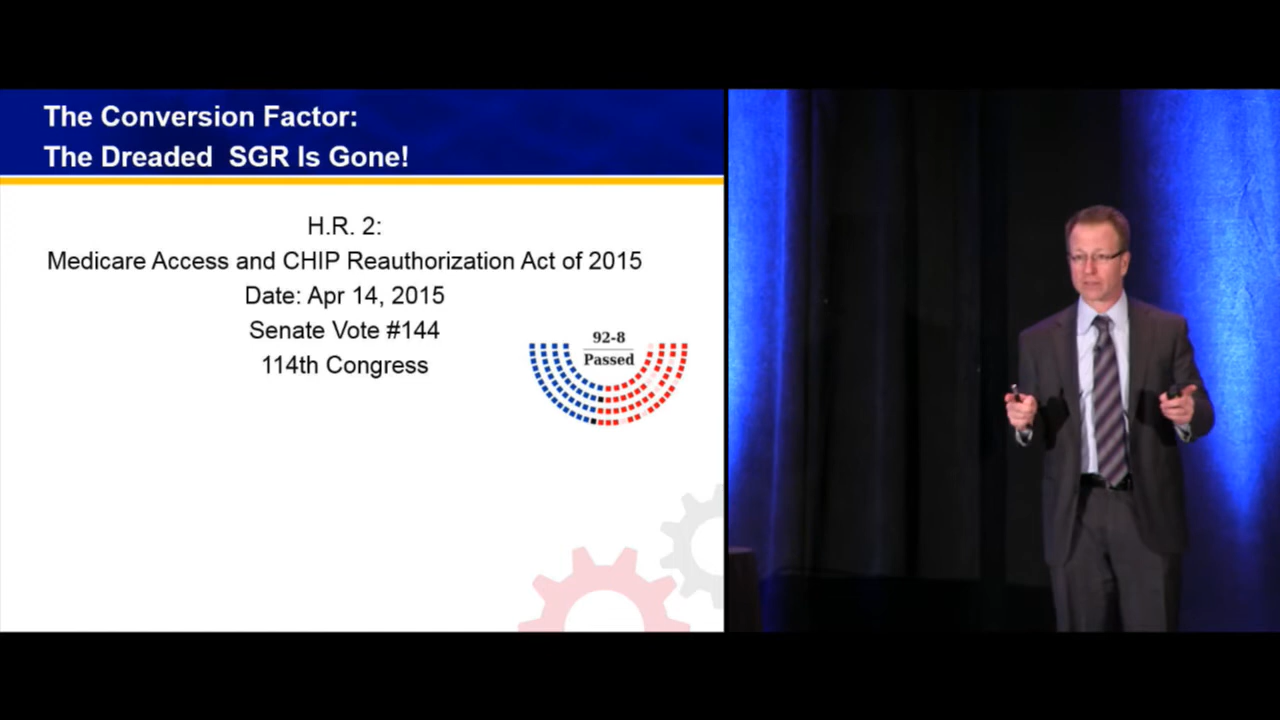 The Conversion Factor:
The Dreaded  SGR Is Gone!
H.R. 2:
Medicare Access and CHIP Reauthorization Act of 2015
Date: Apr 14, 2015
Senate Vote #144
114th Congress
92-8
Passed